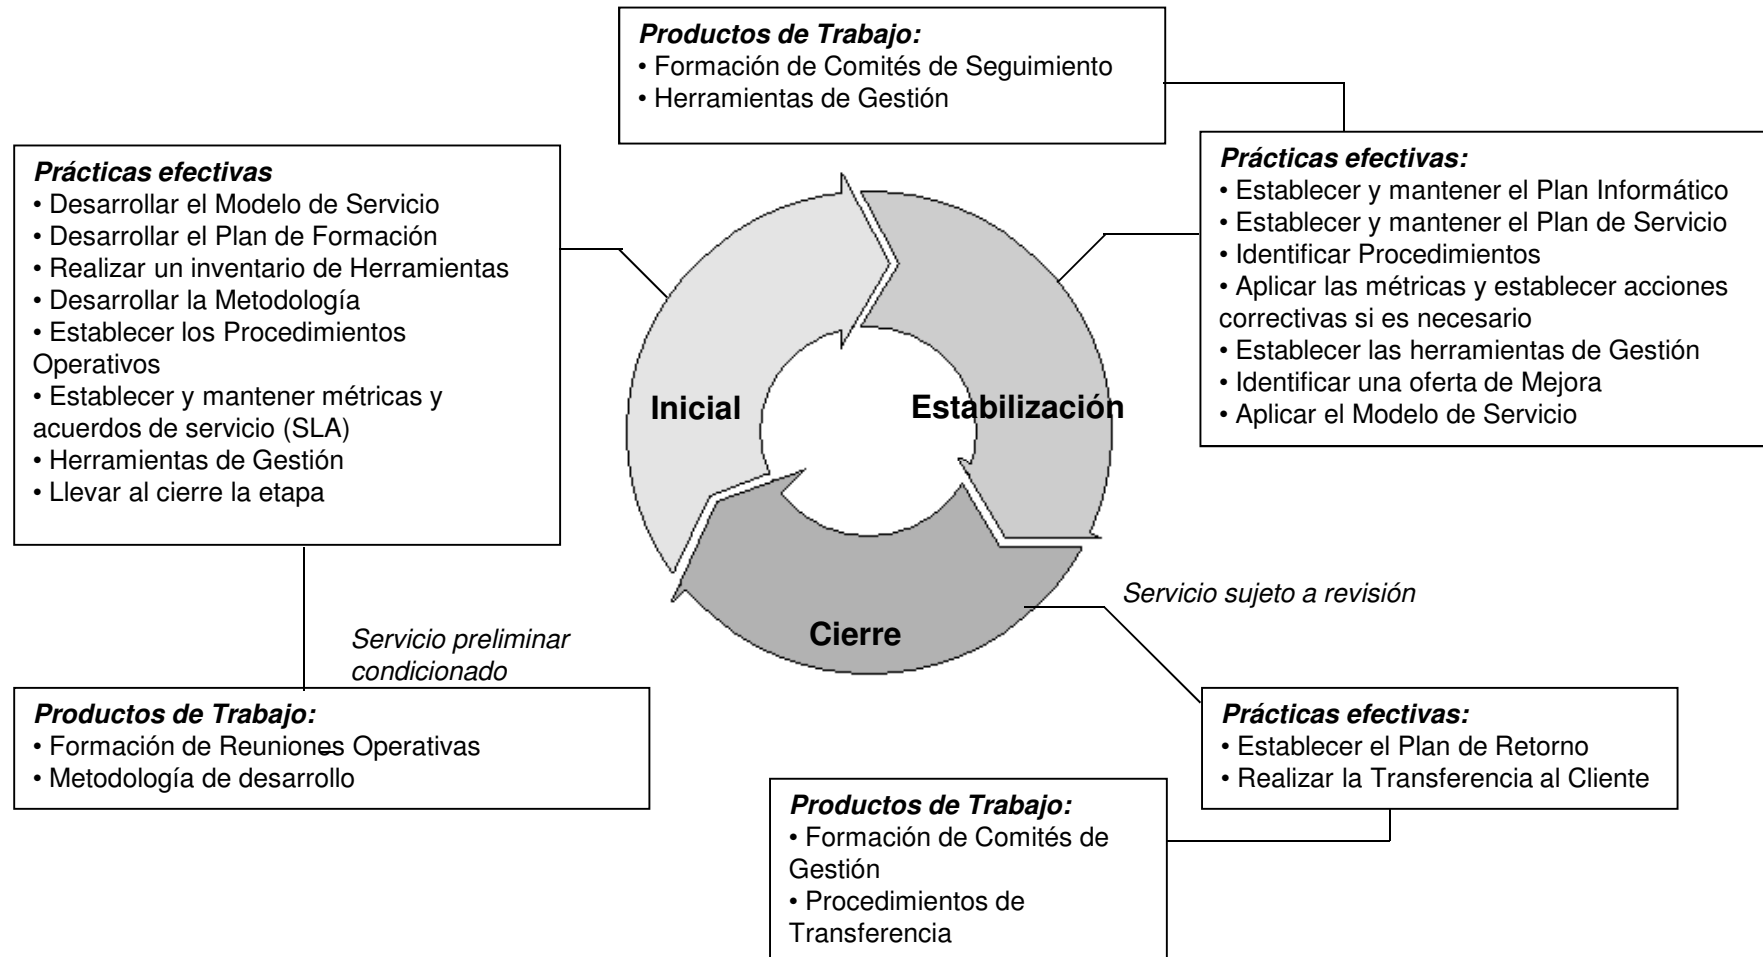 Productos de Trabajo:
• Formación de Comités de Seguimiento
• Herramientas de Gestión
Prácticas efectivas
• Desarrollar el Modelo de Servicio
• Desarrollar el Plan de Formación
• Realizar un inventario de Herramientas
• Desarrollar la Metodología
• Establecer los Procedimientos
Operativos
• Establecer y mantener métricas y
acuerdos de servicio (SLA)
• Herramientas de Gestión
• Llevar al cierre la etapa
Prácticas efectivas:
• Establecer y mantener el Plan Informático
• Establecer y mantener el Plan de Servicio
• Identificar Procedimientos
• Aplicar las métricas y establecer acciones
correctivas si es necesario
• Establecer las herramientas de Gestión
• Identificar una oferta de Mejora
• Aplicar el Modelo de Servicio
Inicial
Estabilización
Cierre
Servicio sujeto a revisión
Servicio preliminar
condicionado
Productos de Trabajo:
• Formación de Reuniones Operativas
• Metodología de desarrollo
Prácticas efectivas:
• Establecer el Plan de Retorno
• Realizar la Transferencia al Cliente
Productos de Trabajo:
• Formación de Comités de
Gestión
• Procedimientos de
Transferencia